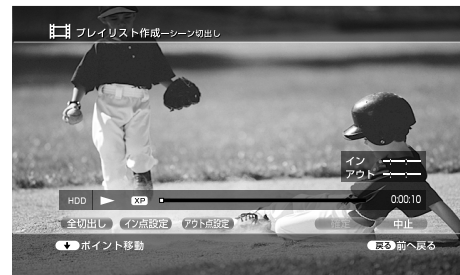 プレイリスト作成ーシーン切出し
イン --:--:--
アウト --:--:--
HDD XP 0:00:10
全切出し イン点設定 アウト点設定 中止
ポイント移動 戻る 前へ戻る